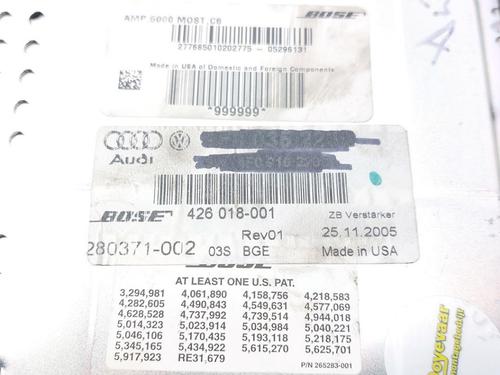 AMP 6000 MOST,C6
BOSE
277685010202775 - 05296131
Made in USA of Domestic and Foreign Components
*999999*
Audi
BOSE 426 018-001 ZB Verstärker
Rev01 25.11.2005
280371-002 03S BGE Made in USA
BOSE
AT LEAST ONE U.S. PAT.
3,294,981 4,061,890 4,158,756 4,218,583
4,282,605 4,490,843 4,549,631 4,577,069
4,628,528 4,737,992 4,739,514 4,944,018
5,014,323 5,023,914 5,034,984 5,040,221
5,046,106 5,170,435 5,193,118 5,218,175
5,345,165 5,434,922 5,615,270 5,625,701
5,917,923 RE31,679
P/N 265283-001